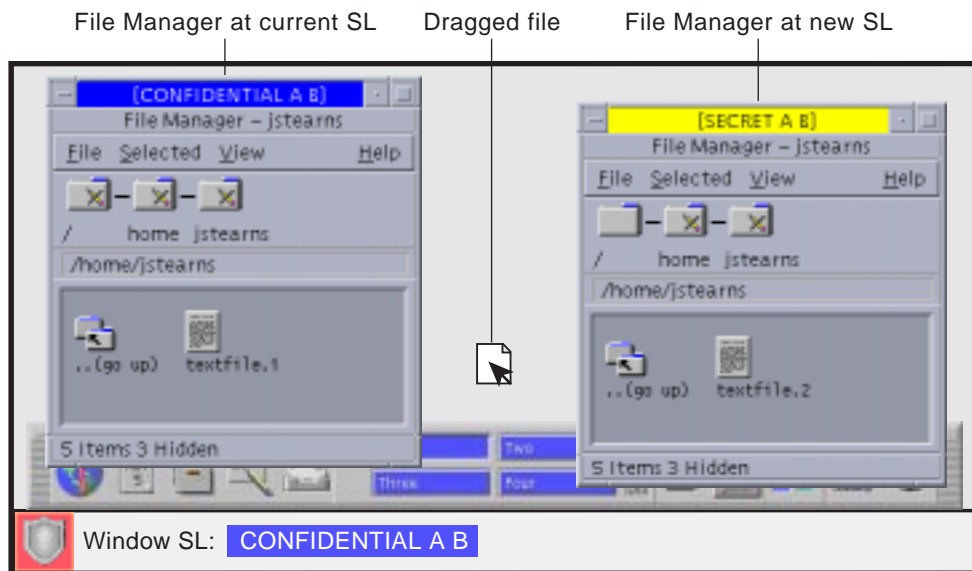 File Manager at current SL
Dragged file
File Manager at new SL
[CONFIDENTIAL A B]
File Manager – jstearns
File Selected View Help
/ home jstearns
/home/jstearns
..(go up) textfile.1
5 Items 3 Hidden
[SECRET A B]
File Manager – jstearns
File Selected View Help
/ home jstearns
/home/jstearns
..(go up) textfile.2
5 Items 3 Hidden
Two
Three
Four
Window SL: CONFIDENTIAL A B